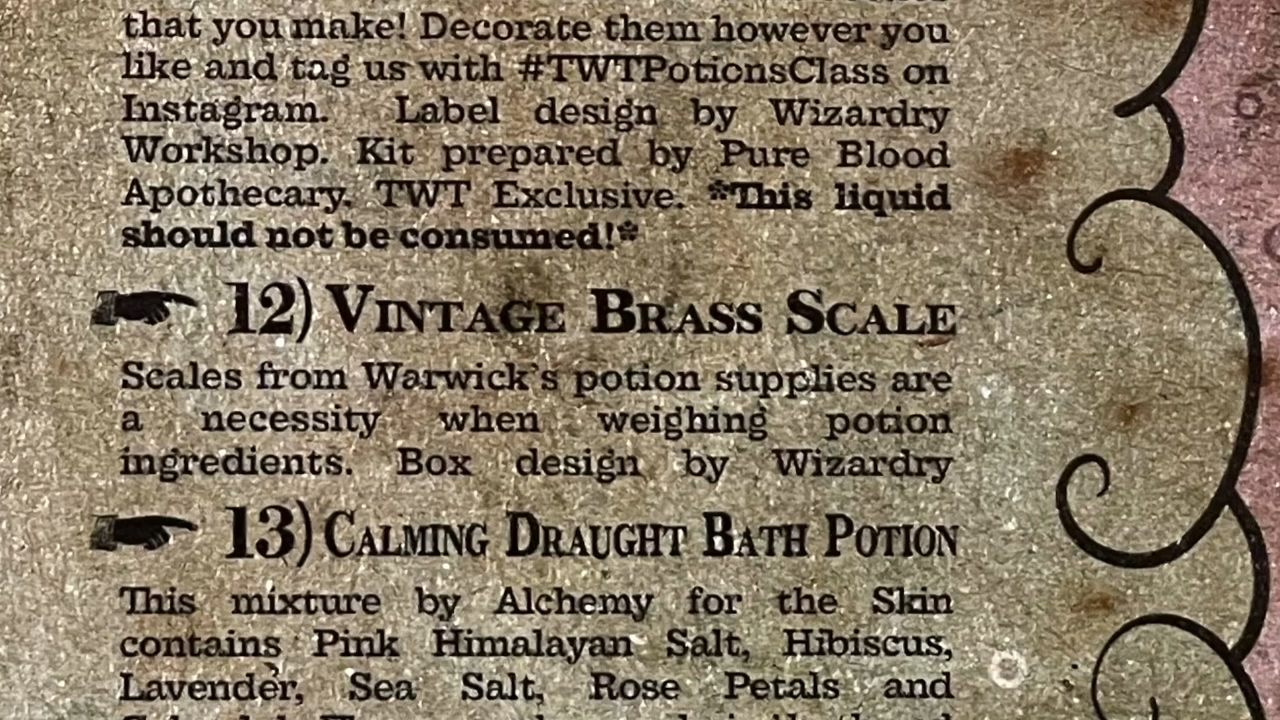 that you make! Decorate them however you
like and tag us with #TWTPotionsClass on
Instagram. Label design by Wizardry
Workshop. Kit prepared by Pure Blood
Apothecary. TWT Exclusive. *This liquid
should not be consumed!*
12) Vintage Brass Scale
Scales from Warwick's potion supplies are
a necessity when weighing potion
ingredients. Box design by Wizardry
13) Calming Draught Bath Potion
This mixture by Alchemy for the Skin
contains Pink Himalayan Salt, Hibiscus,
Lavender, Sea Salt, Rose Petals and